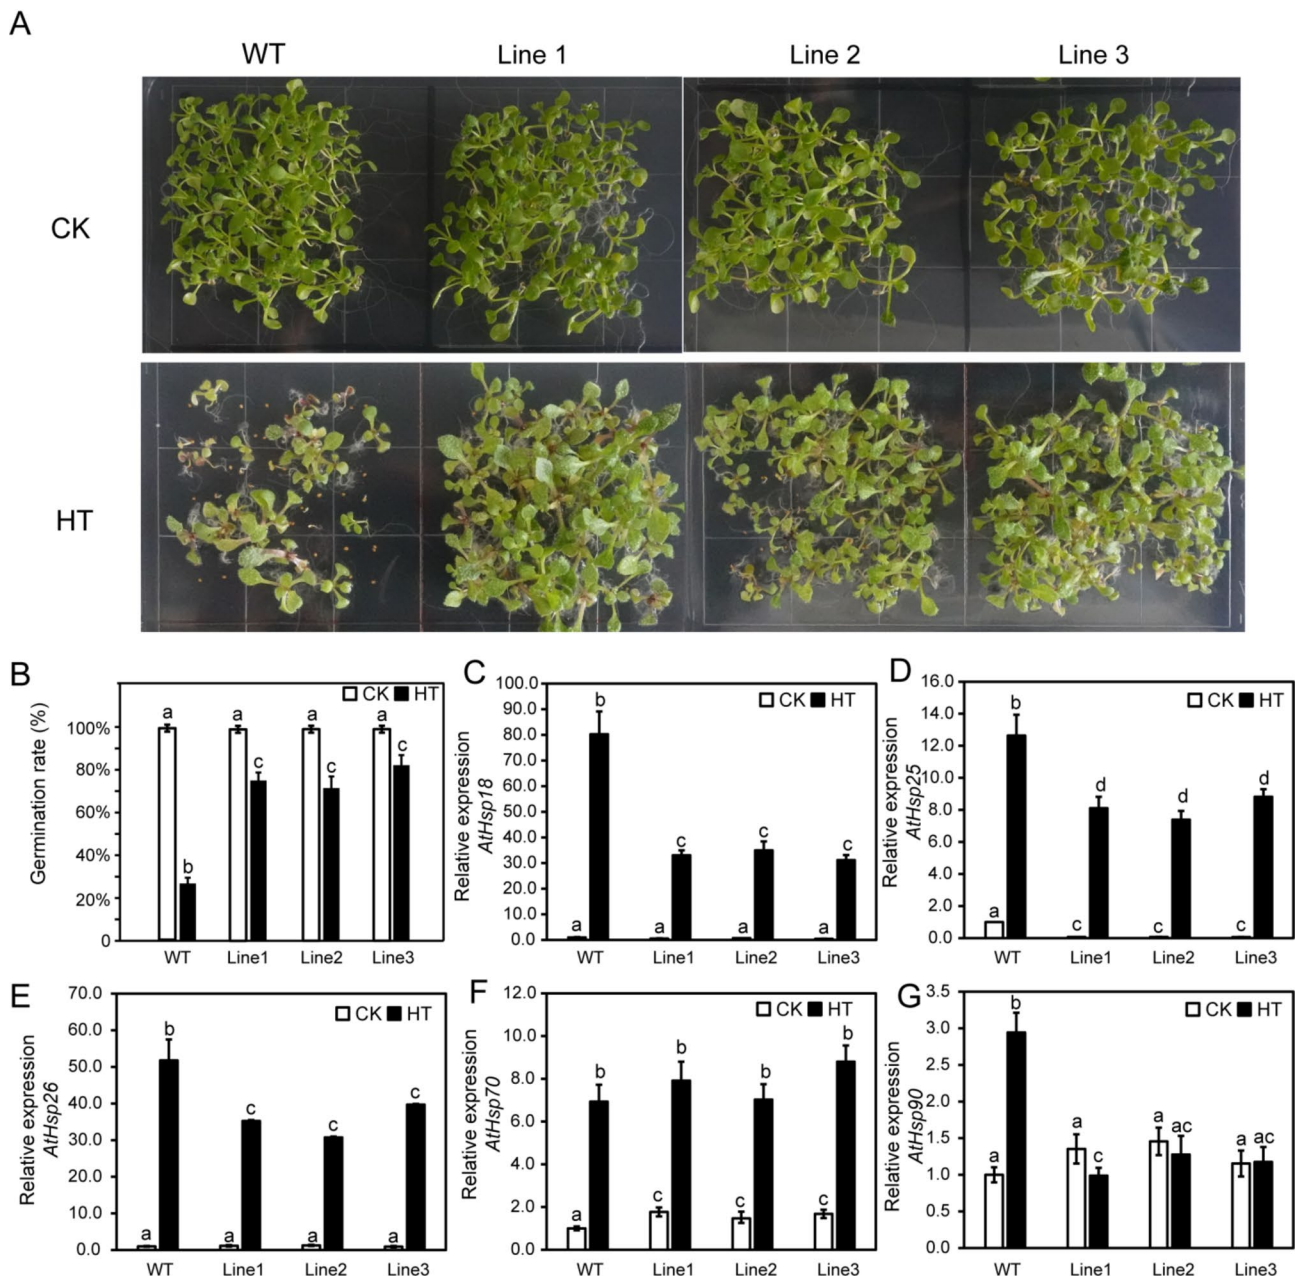 A
WT Line 1 Line 2 Line 3
CK
HT
B
CK HT
Germination rate (%)
100%
80%
60%
40%
20%
0
a b a c a c a c
WT Line1 Line2 Line3
C
CK HT
Relative expression
AtHsp18
100.0
90.0
80.0
70.0
60.0
50.0
40.0
30.0
20.0
10.0
0.0
a b a c a c a c
WT Line1 Line2 Line3
D
CK HT
Relative expression
AtHsp25
16.0
14.0
12.0
10.0
8.0
6.0
4.0
2.0
0.0
a b c d c d c d
WT Line1 Line2 Line3
E
CK HT
Relative expression
AtHsp26
70.0
60.0
50.0
40.0
30.0
20.0
10.0
0.0
a b a c a c a c
WT Line1 Line2 Line3
F
CK HT
Relative expression
AtHsp70
12.0
10.0
8.0
6.0
4.0
2.0
0.0
a b c b c b c b
WT Line1 Line2 Line3
G
CK HT
Relative expression
AtHsp90
3.5
3.0
2.5
2.0
1.5
1.0
0.5
0.0
a b a c a ac a ac
WT Line1 Line2 Line3